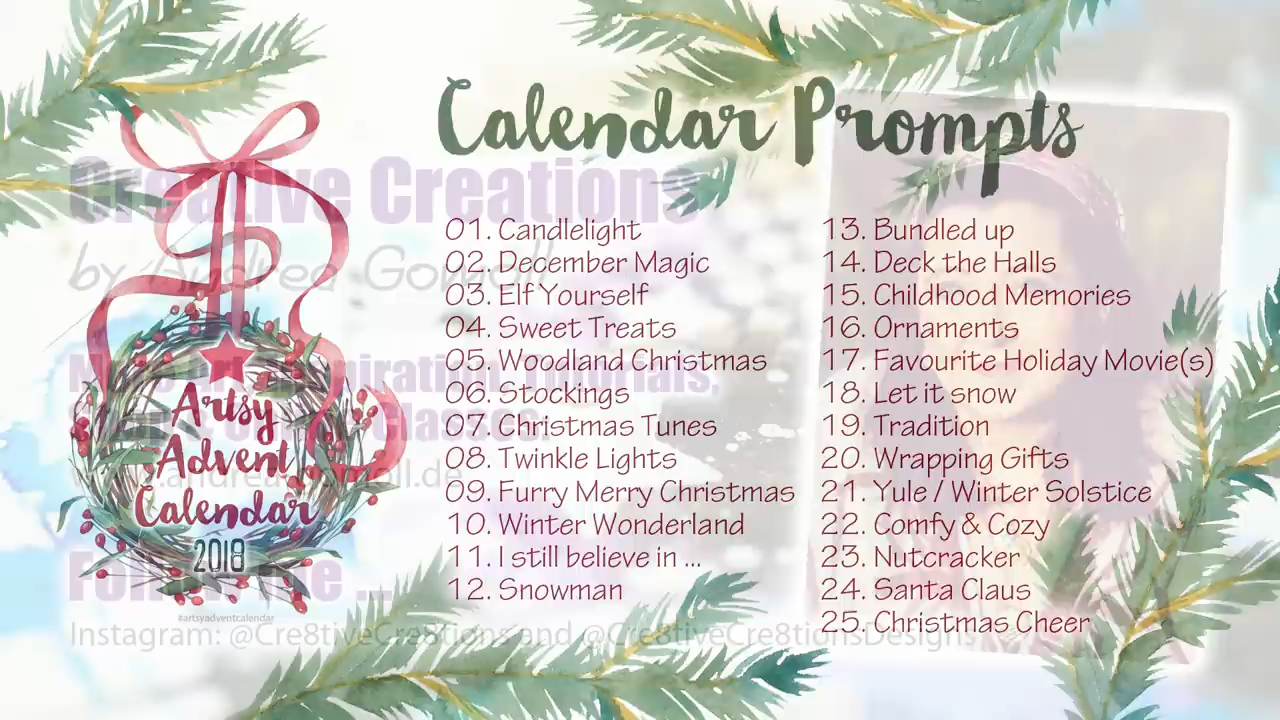 Calendar Prompts
01. Candlelight
02. December Magic
03. Elf Yourself
04. Sweet Treats
05. Woodland Christmas
06. Stockings
07. Christmas Tunes
08. Twinkle Lights
09. Furry Merry Christmas
10. Winter Wonderland
11. I still believe in ...
12. Snowman
13. Bundled up
14. Deck the Halls
15. Childhood Memories
16. Ornaments
17. Favourite Holiday Movie(s)
18. Let it snow
19. Tradition
20. Wrapping Gifts
21. Yule / Winter Solstice
22. Comfy & Cozy
23. Nutcracker
24. Santa Claus
25. Christmas Cheer
Artsy
Advent
Calendar
2018
#artsyadventcalendar
Creative Creations
by Andrea
Classes:
Instagram: @Cre8tiveCre8tions and @Cre8tiveCre8tionsDesigns